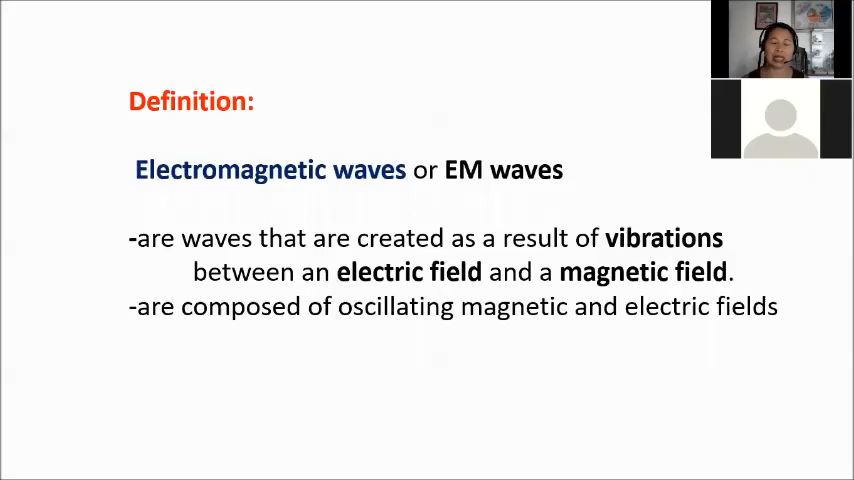 Definition:
Electromagnetic waves or EM waves
-are waves that are created as a result of vibrations
between an electric field and a magnetic field.
-are composed of oscillating magnetic and electric fields